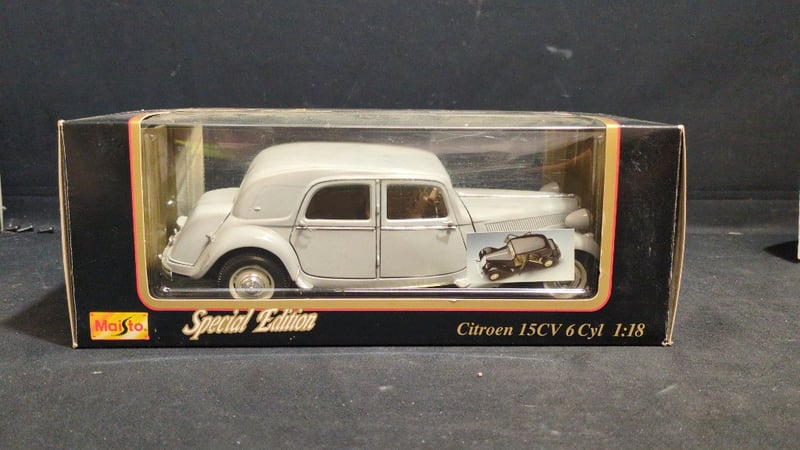 Maisto.
Special Edition
Citroen 15CV 6 Cyl 1:18